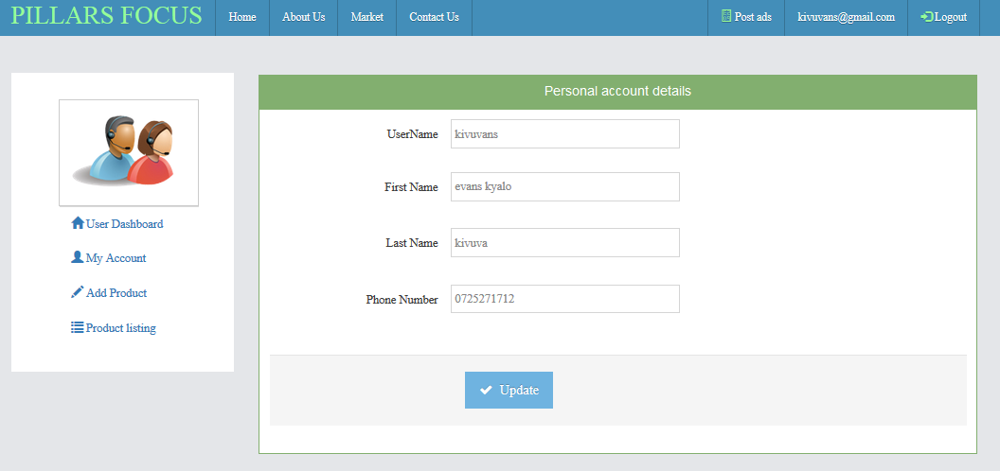 PILLARS FOCUS Home About Us Market Contact Us Post ads kivuvans@gmail.com Logout
Personal account details
UserName kivuvans
First Name evans kyalo
Last Name kivuva
Phone Number 0725271712
Update
User Dashboard
My Account
Add Product
Product listing